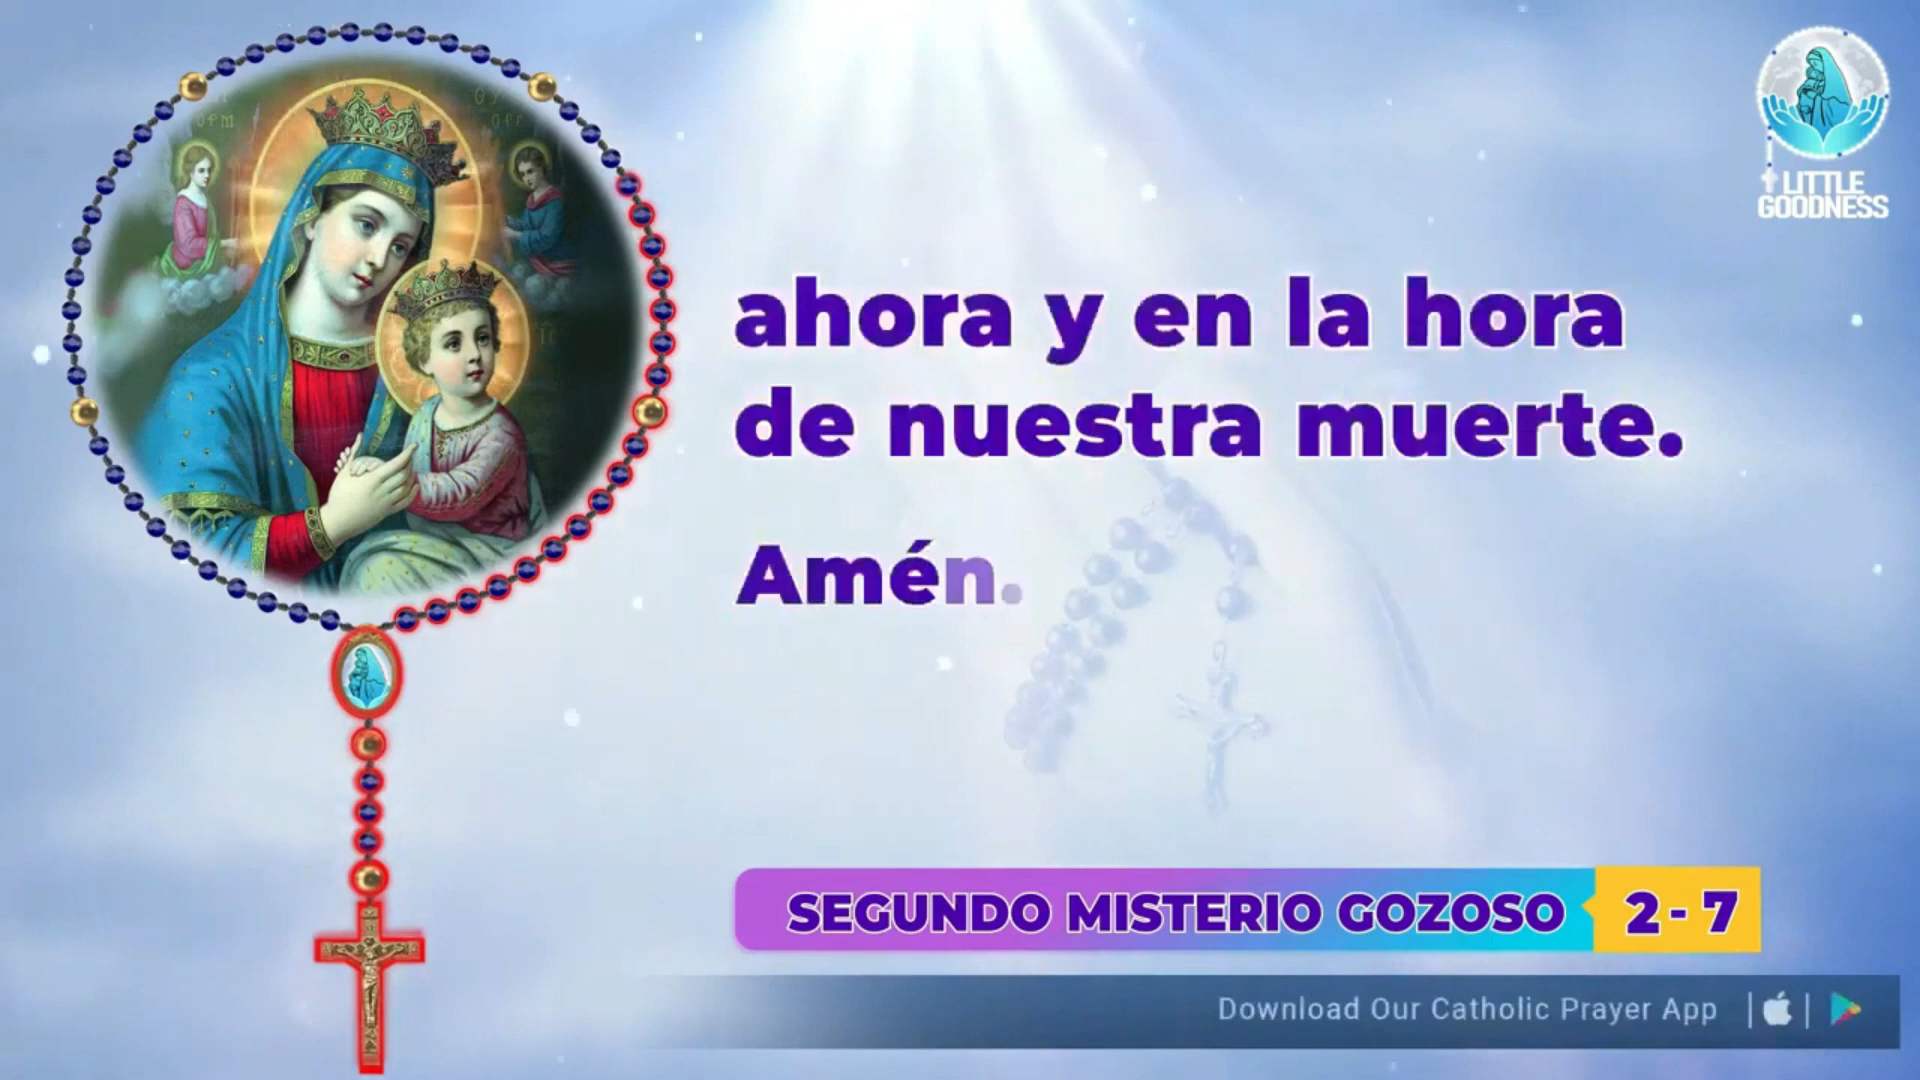 LITTLE
GOODNESS
ahora y en la hora
de nuestra muerte.
Amén.
SEGUNDO MISTERIO GOZOSO 2 - 7
Download Our Catholic Prayer App